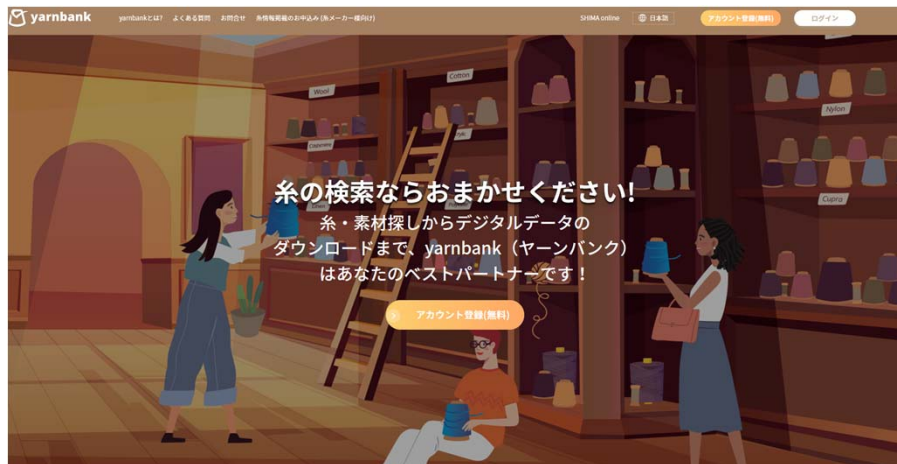 yarnbank
yarnbankとは? よくある質問 お問合せ 糸情報掲載のお申込み (糸メーカー様向け)
SHIMA online 日本語 アカウント登録(無料) ログイン
Cotton
Wool
Nylon
Cashmere
Cupra
糸の検索ならおまかせください!
糸・素材探しからデジタルデータの
ダウンロードまで、yarnbank（ヤーンバンク）
はあなたのベストパートナーです！
アカウント登録(無料)